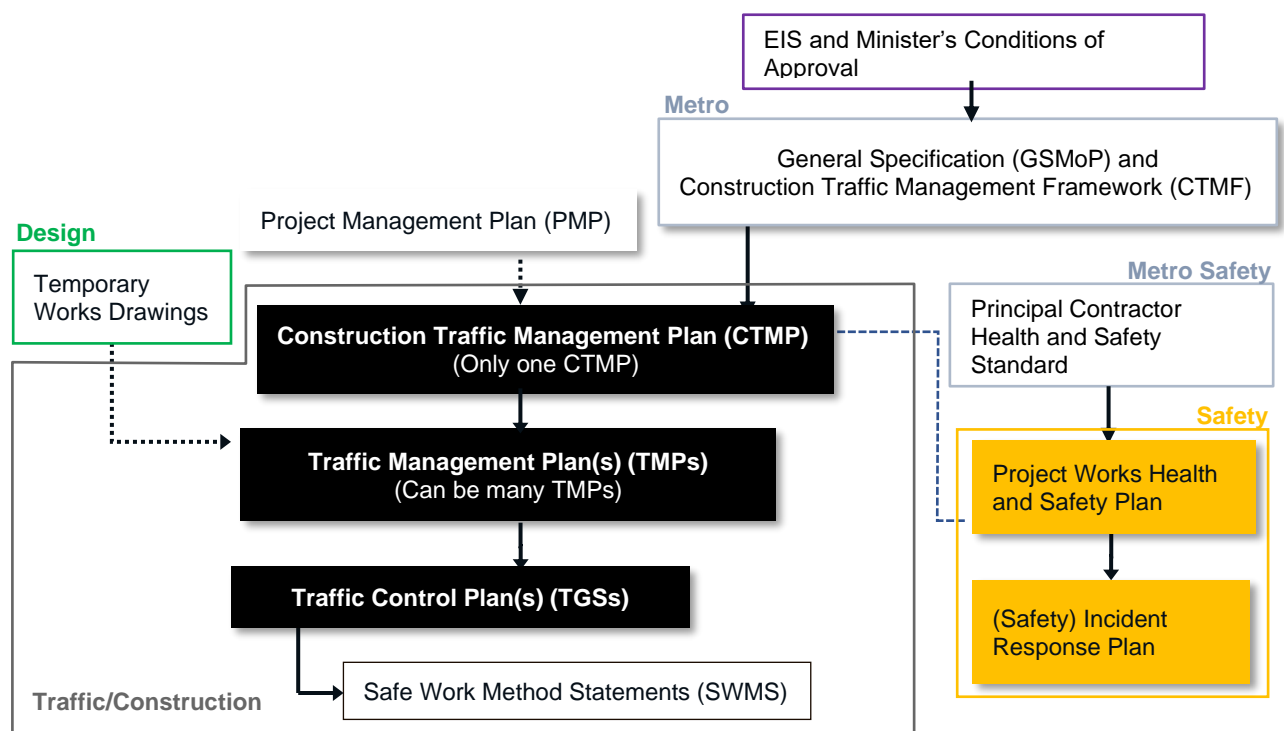 EIS and Minister's Conditions of
Approval
Metro
General Specification (GSMoP) and
Construction Traffic Management Framework (CTMF)
Project Management Plan (PMP)
Design
Temporary
Works Drawings
Metro Safety
Principal Contractor
Health and Safety
Standard
Construction Traffic Management Plan (CTMP)
(Only one CTMP)
Safety
Traffic Management Plan(s) (TMPs)
(Can be many TMPs)
Project Works Health
and Safety Plan
Traffic Control Plan(s) (TGSs)
(Safety) Incident
Response Plan
Safe Work Method Statements (SWMS)
Traffic/Construction